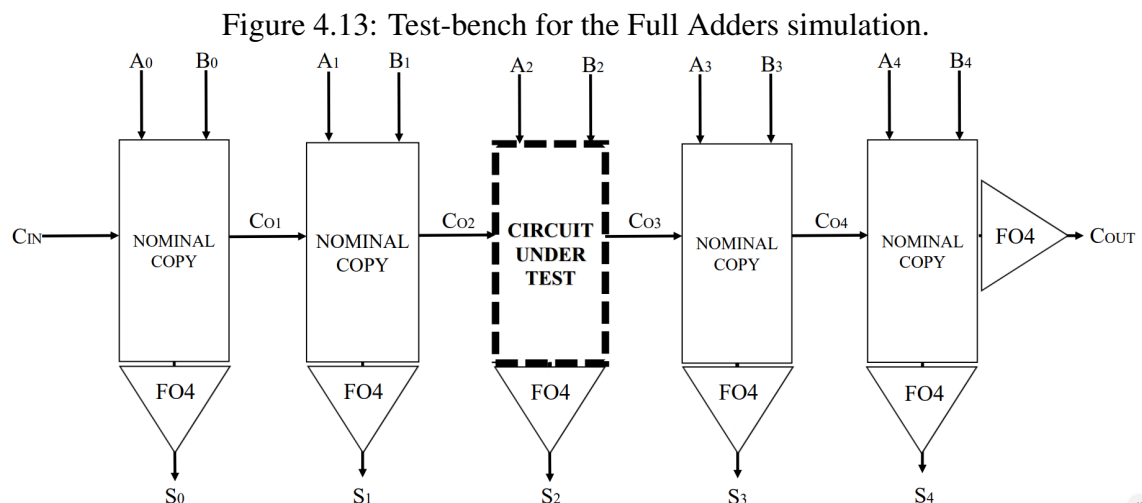 Figure 4.13: Test-bench for the Full Adders simulation.
A0 B0 A1 B1 A2 B2 A3 B3 A4 B4
CIN
NOMINAL
COPY
CO1
NOMINAL
COPY
CO2
CIRCUIT
UNDER
TEST
CO3
NOMINAL
COPY
CO4
NOMINAL
COPY
FO4
COUT
FO4 FO4 FO4 FO4 FO4
S0 S1 S2 S3 S4